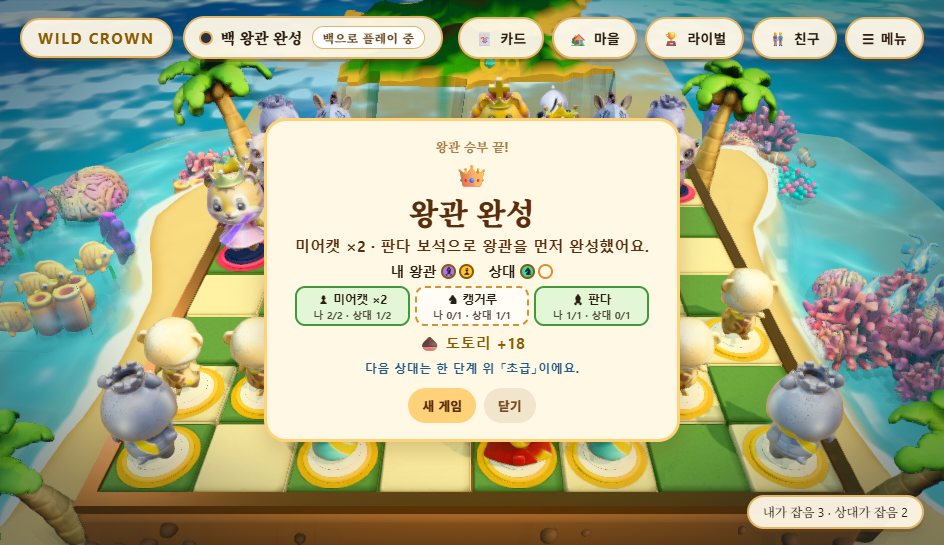 WILD CROWN
백 왕관 완성 백으로 플레이 중
카드
마을
라이벌
친구
☰ 메뉴
왕관 승부 끝!
왕관 완성
미어캣 ×2 · 판다 보석으로 왕관을 먼저 완성했어요.
내 왕관 상대
미어캣 ×2
나 2/2 · 상대 1/2
캥거루
나 0/1 · 상대 1/1
판다
나 1/1 · 상대 0/1
도토리 +18
다음 상대는 한 단계 위 「초급」이에요.
새 게임
닫기
내가 잡음 3 · 상대가 잡음 2